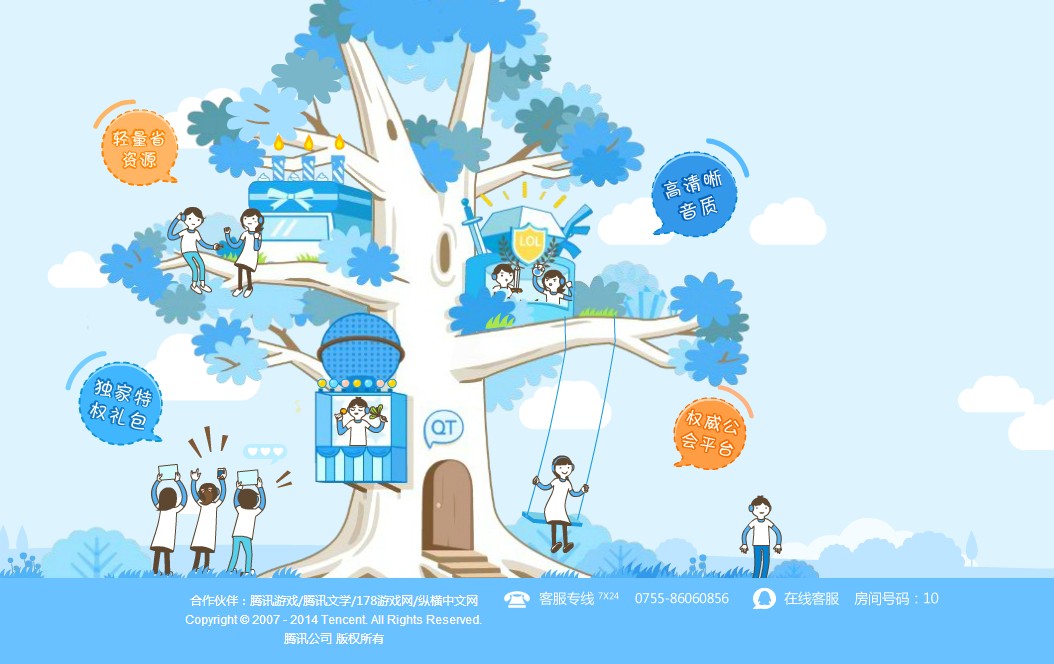 轻量省
资源
高清晰
音质
LOL
独家特
权礼包
QT
权威公
会平台
合作伙伴：腾讯游戏/腾讯文学/178游戏网/纵横中文网
客服专线 7X24 0755-86060856
在线客服 房间号码：10
Copyright © 2007 - 2014 Tencent. All Rights Reserved.
腾讯公司 版权所有